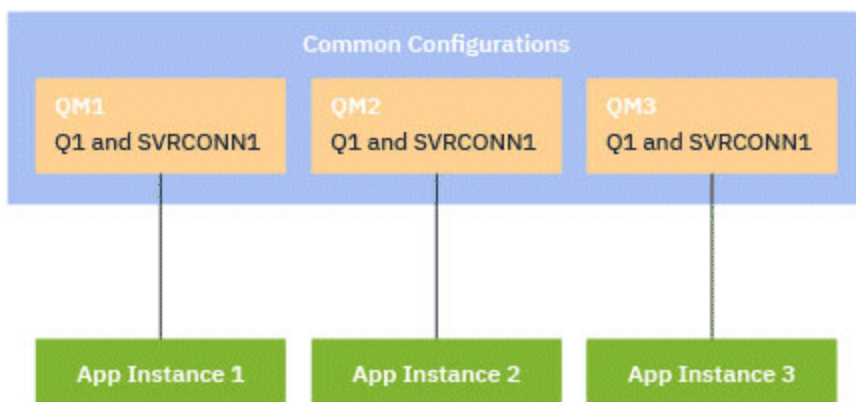 Common Configurations
QM1
Q1 and SVRCONN1
QM2
Q1 and SVRCONN1
QM3
Q1 and SVRCONN1
App Instance 1
App Instance 2
App Instance 3